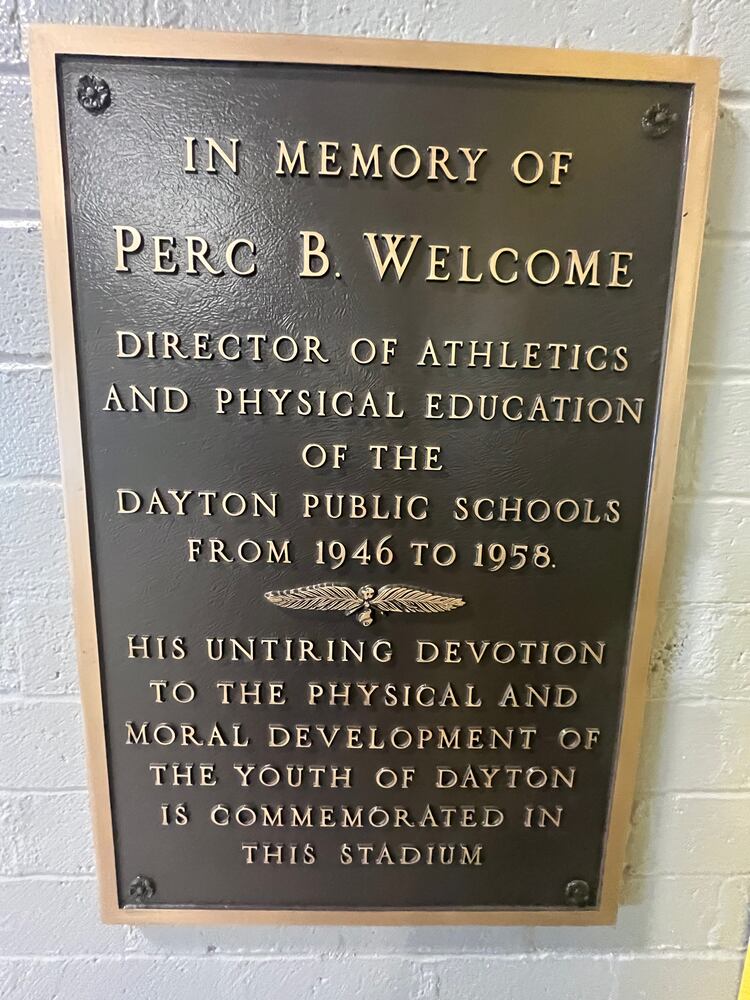 IN MEMORY OF
PERC B. WELCOME
DIRECTOR OF ATHLETICS
AND PHYSICAL EDUCATION
OF THE
DAYTON PUBLIC SCHOOLS
FROM 1946 TO 1958.
HIS UNTIRING DEVOTION
TO THE PHYSICAL AND
MORAL DEVELOPMENT OF
THE YOUTH OF DAYTON
IS COMMEMORATED IN
THIS STADIUM